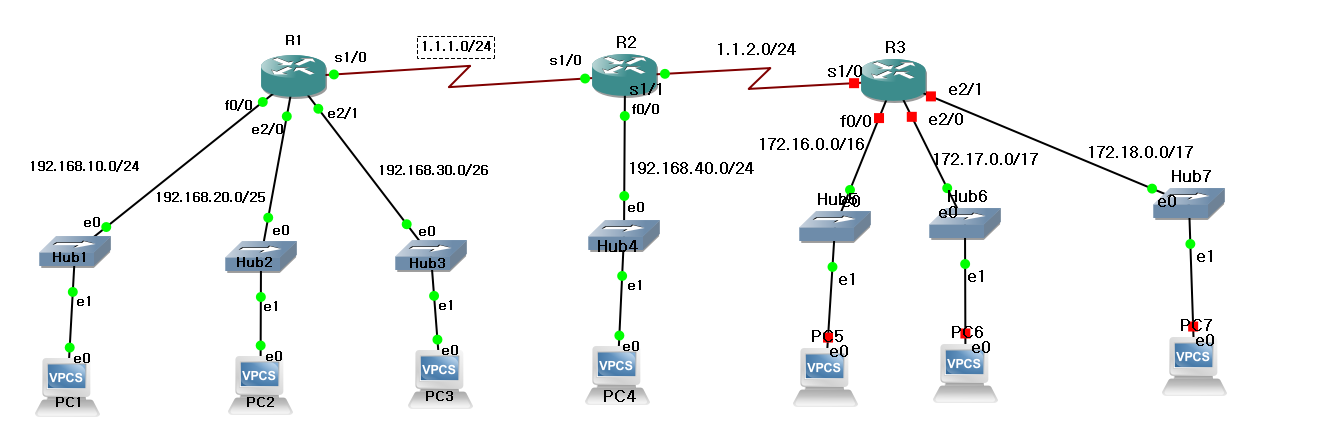 R1
R2
R3
1.1.1.0/24
1.1.2.0/24
s1/0
s1/0
s1/1
s1/0
f0/0
e2/0
e2/1
f0/0
f0/0
e2/0
e2/1
192.168.10.0/24
192.168.20.0/25
192.168.30.0/26
192.168.40.0/24
172.16.0.0/16
172.17.0.0/17
172.18.0.0/17
e0
e0
e0
e0
e0
e0
e0
Hub1
Hub2
Hub3
Hub4
Hub5
Hub6
Hub7
e1
e1
e1
e1
e1
e1
e1
e0
e0
e0
e0
e0
e0
e0
VPCS
VPCS
VPCS
VPCS
VPCS
VPCS
VPCS
PC1
PC2
PC3
PC4
PC5
PC6
PC7